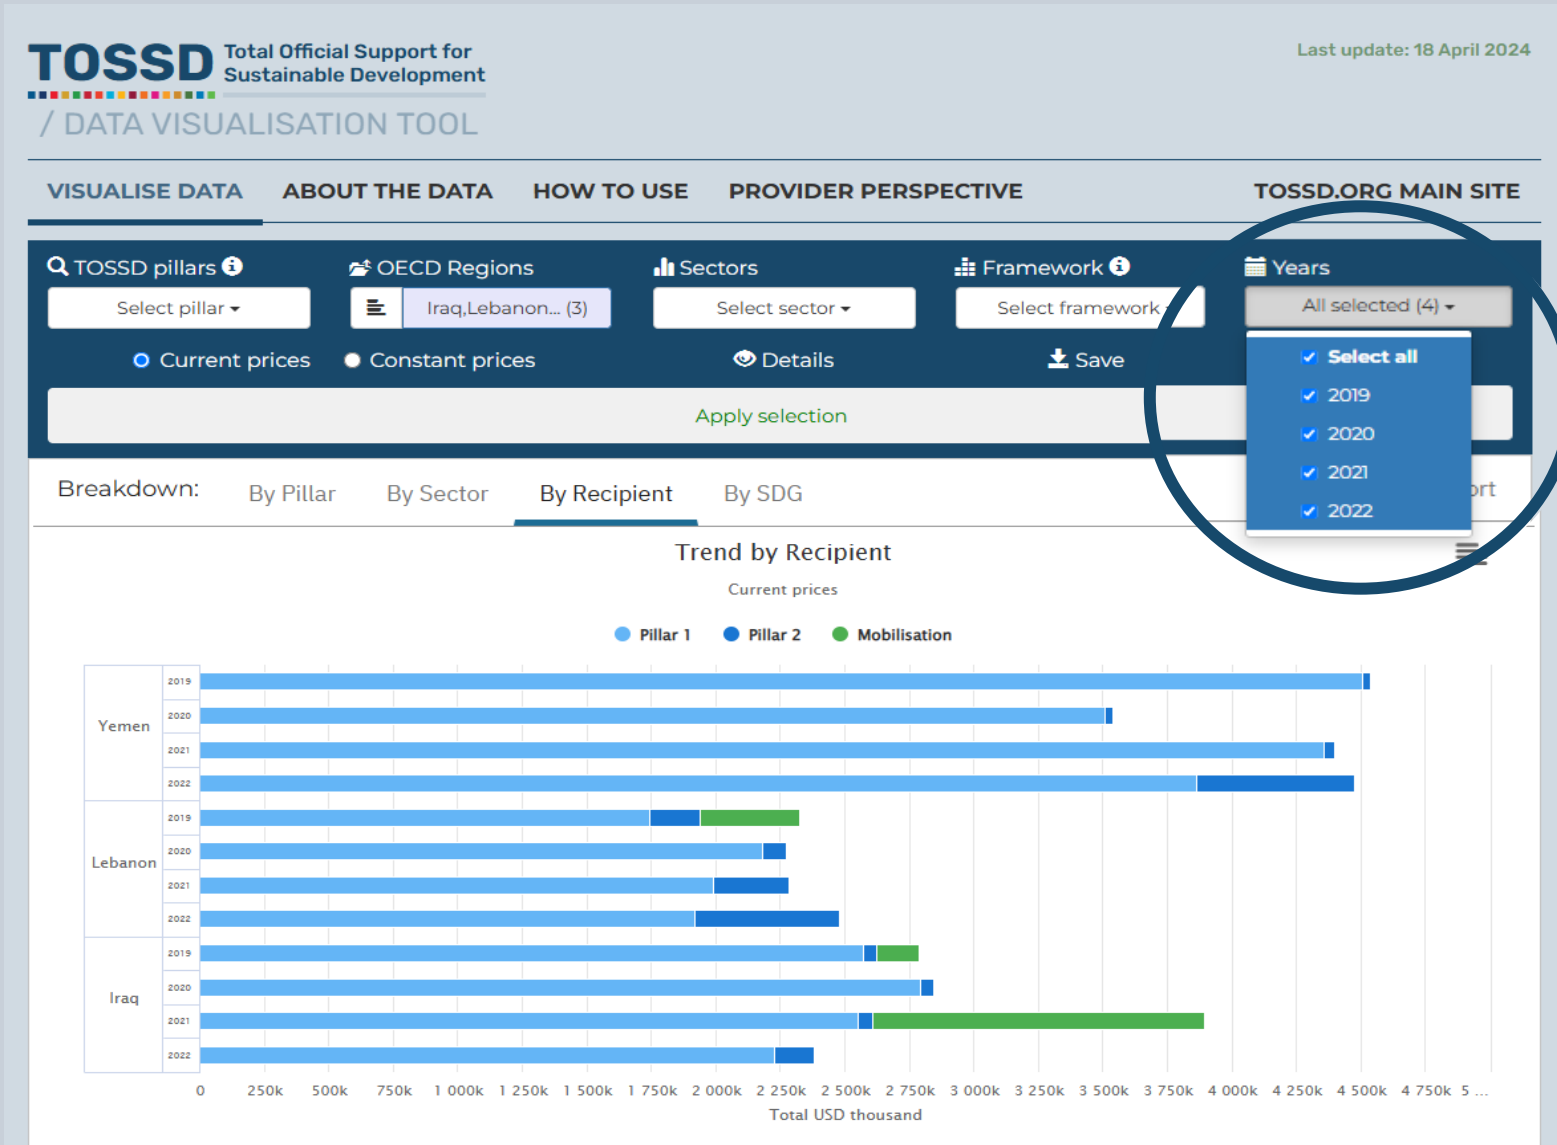 TOSSD Total Official Support for
Sustainable Development
/ DATA VISUALISATION TOOL
Last update: 18 April 2024
VISUALISE DATA ABOUT THE DATA HOW TO USE PROVIDER PERSPECTIVE TOSSD.ORG MAIN SITE
TOSSD pillars OECD Regions Sectors Framework Years
Select pillar Iraq,Lebanon... (3) Select sector Select framework All selected (4)
Current prices Constant prices Details Save
Select all
2019
2020
2021
2022
Apply selection
Breakdown: By Pillar By Sector By Recipient By SDG
Trend by Recipient
Current prices
Pillar 1 Pillar 2 Mobilisation
Yemen
2019
2020
2021
2022
Lebanon
2019
2020
2021
2022
Iraq
2019
2020
2021
2022
0 250k 500k 750k 1 000k 1 250k 1 500k 1 750k 2 000k 2 250k 2 500k 2 750k 3 000k 3 250k 3 500k 3 750k 4 000k 4 250k 4 500k 4 750k 5 ...
Total USD thousand